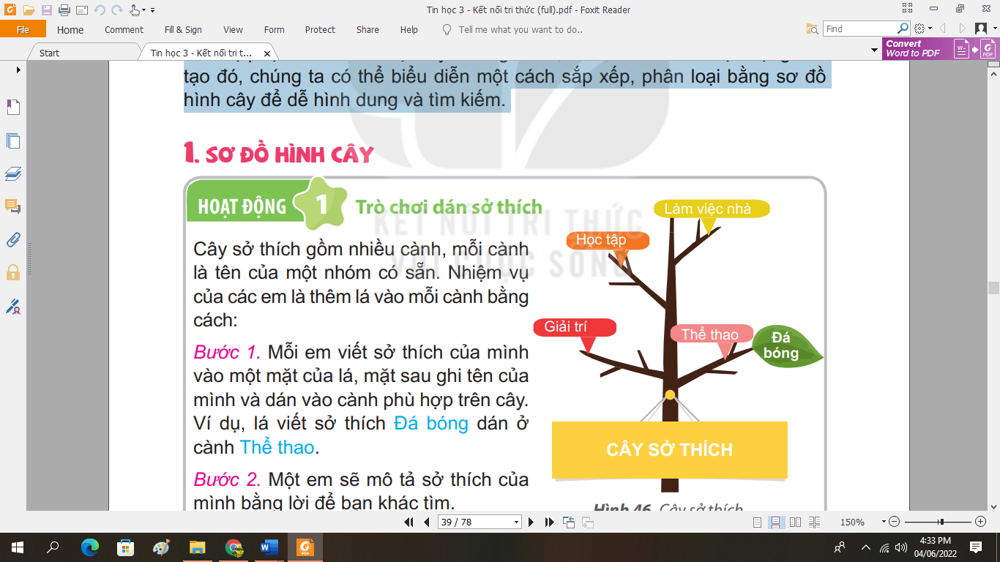 Tin học 3 - Kết nối tri thức (full).pdf - Foxit Reader
File Home Comment Fill & Sign View Form Protect Share Help Tell me what you want to do.. Find
Start Tin học 3 - Kết nối tri t... Convert
Word to PDF
tạo đó, chúng ta có thể biểu diễn một cách sắp xếp, phân loại bằng sơ đồ
hình cây để dễ hình dung và tìm kiếm.
1. SƠ ĐỒ HÌNH CÂY
HOẠT ĐỘNG 1 Trò chơi dán sở thích
KẾT NỐI TRI THỨC
VỚI CUỘC SỐNG
Cây sở thích gồm nhiều cành, mỗi cành
là tên của một nhóm có sẵn. Nhiệm vụ
của các em là thêm lá vào mỗi cành bằng
cách:
Bước 1. Mỗi em viết sở thích của mình
vào một mặt của lá, mặt sau ghi tên của
mình và dán vào cành phù hợp trên cây.
Ví dụ, lá viết sở thích Đá bóng dán ở
cành Thể thao.
Bước 2. Một em sẽ mô tả sở thích của
mình bằng lời để bạn khác tìm.
Làm việc nhà
Học tập
Giải trí
Thể thao
Đá
bóng
CÂY SỞ THÍCH
Hình 46. Cây sở thích
39 / 78
150%
4:33 PM
04/06/2022